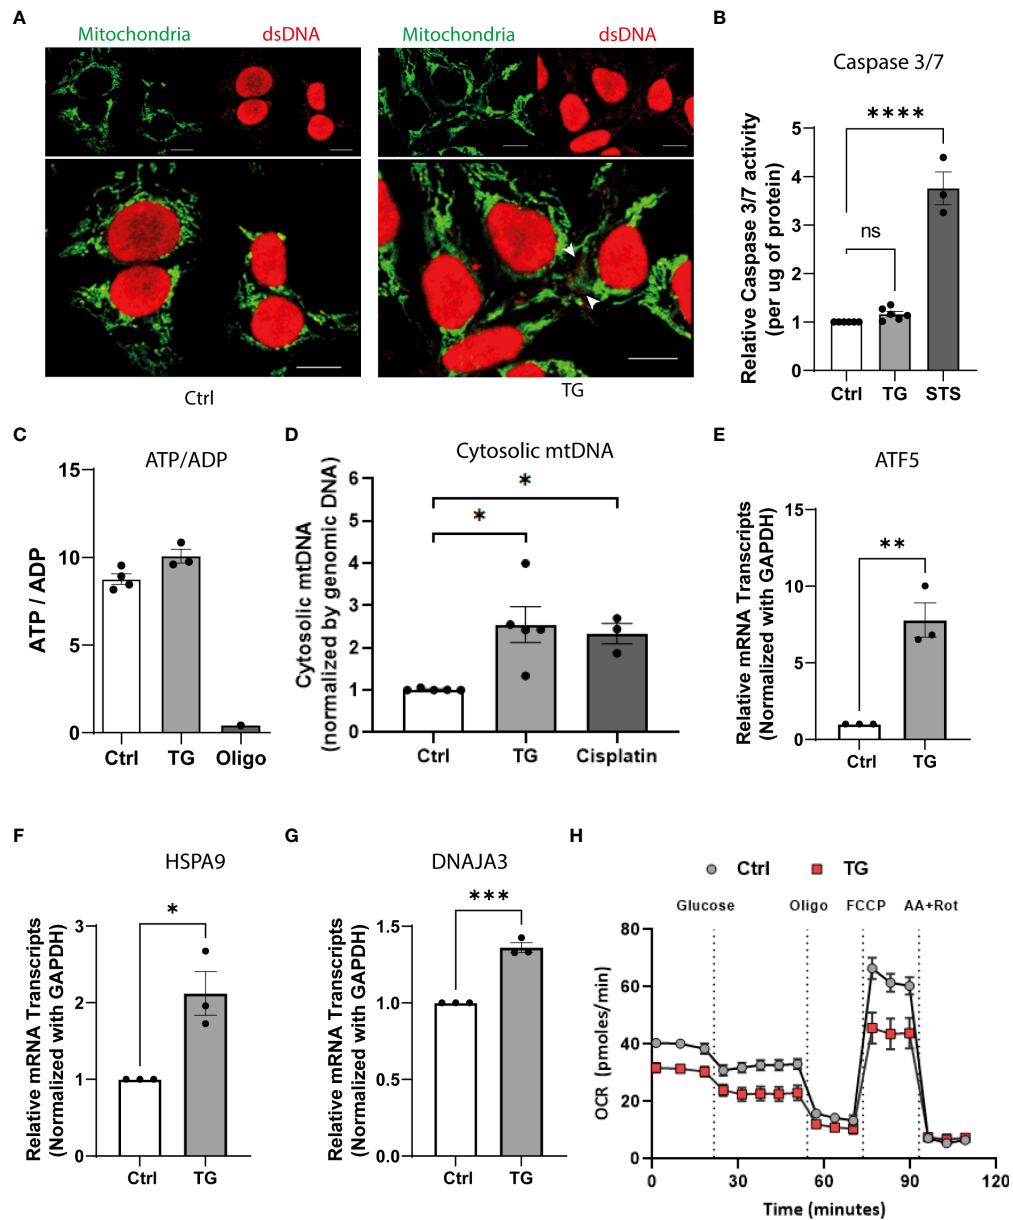 A
Mitochondria dsDNA
Mitochondria dsDNA
Ctrl
TG
B
Caspase 3/7
****
ns
Relative Caspase 3/7 activity
(per ug of protein)
5
4
3
2
1
0
Ctrl TG STS
C
ATP/ADP
ATP / ADP
15
10
5
0
Ctrl TG Oligo
D
Cytosolic mtDNA
*
*
Cytosolic mtDNA
(normalized by genomic DNA)
6
5
4
3
2
1
0
Ctrl TG Cisplatin
E
ATF5
**
Relative mRNA Transcripts
(Normalized with GAPDH)
15
10
5
0
Ctrl TG
F
HSPA9
*
Relative mRNA Transcripts
(Normalized with GAPDH)
3
2
1
0
Ctrl TG
G
DNAJA3
***
Relative mRNA Transcripts
(Normalized with GAPDH)
1.5
1.0
0.5
0.0
Ctrl TG
H
Ctrl TG
Glucose Oligo FCCP AA+Rot
OCR (pmoles/min)
80
60
40
20
0
0 30 60 90 120
Time (minutes)